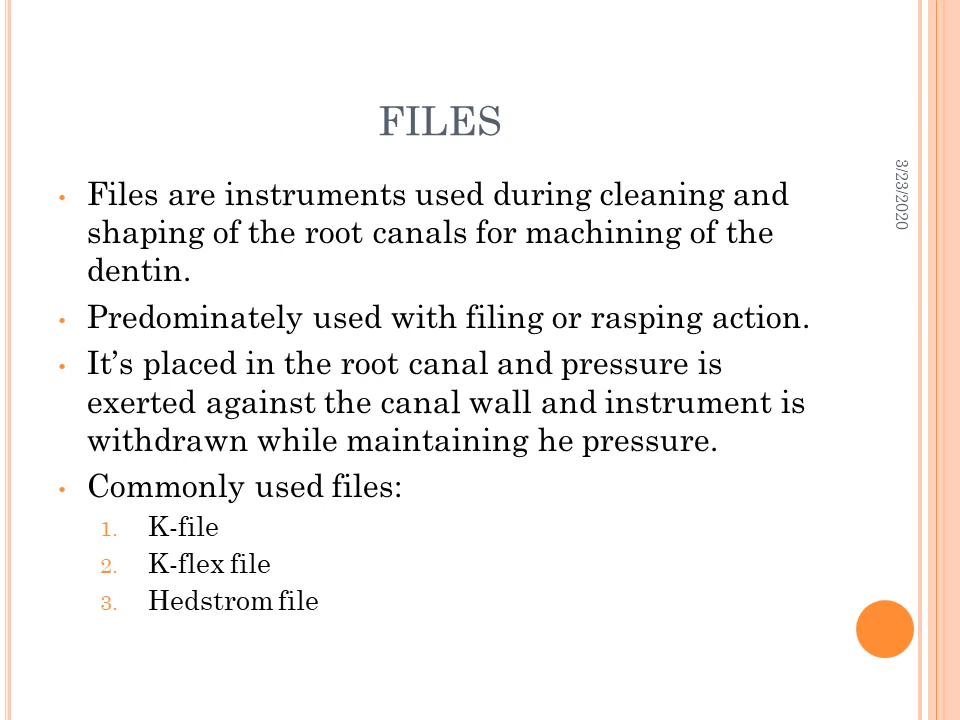 FILES
3/23/2020
• Files are instruments used during cleaning and
shaping of the root canals for machining of the
dentin.
• Predominately used with filing or rasping action.
• It’s placed in the root canal and pressure is
exerted against the canal wall and instrument is
withdrawn while maintaining he pressure.
• Commonly used files:
1. K-file
2. K-flex file
3. Hedstrom file